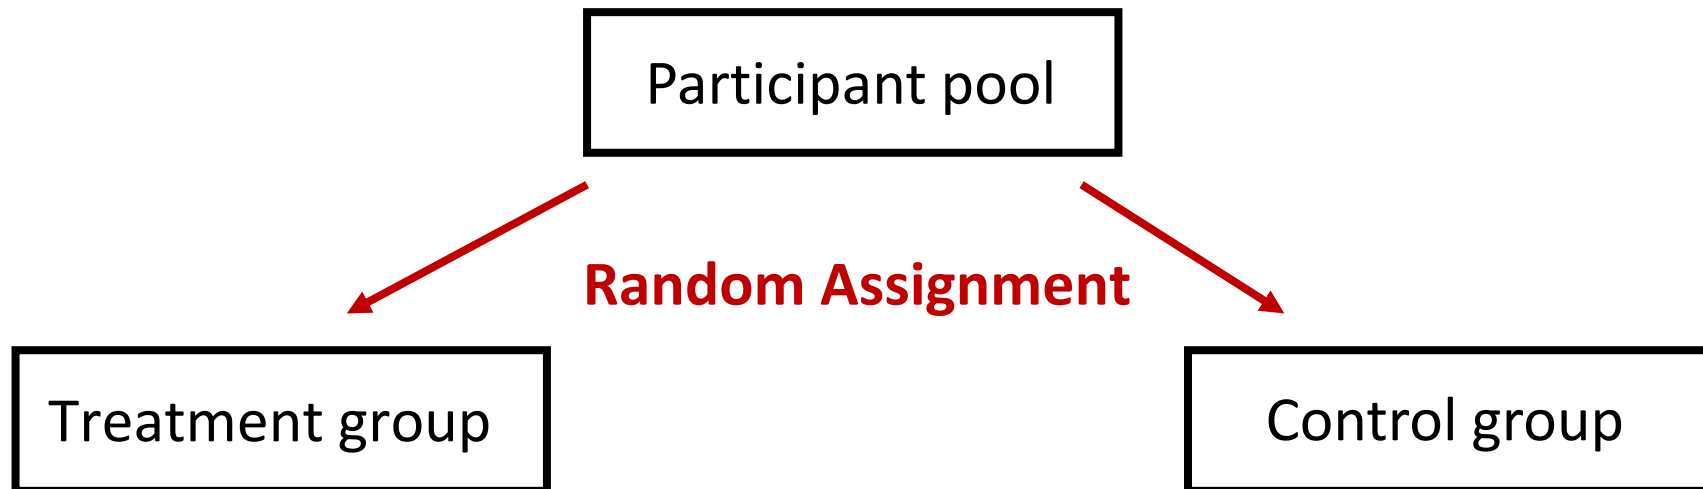 Participant pool
Random Assignment
Treatment group
Control group